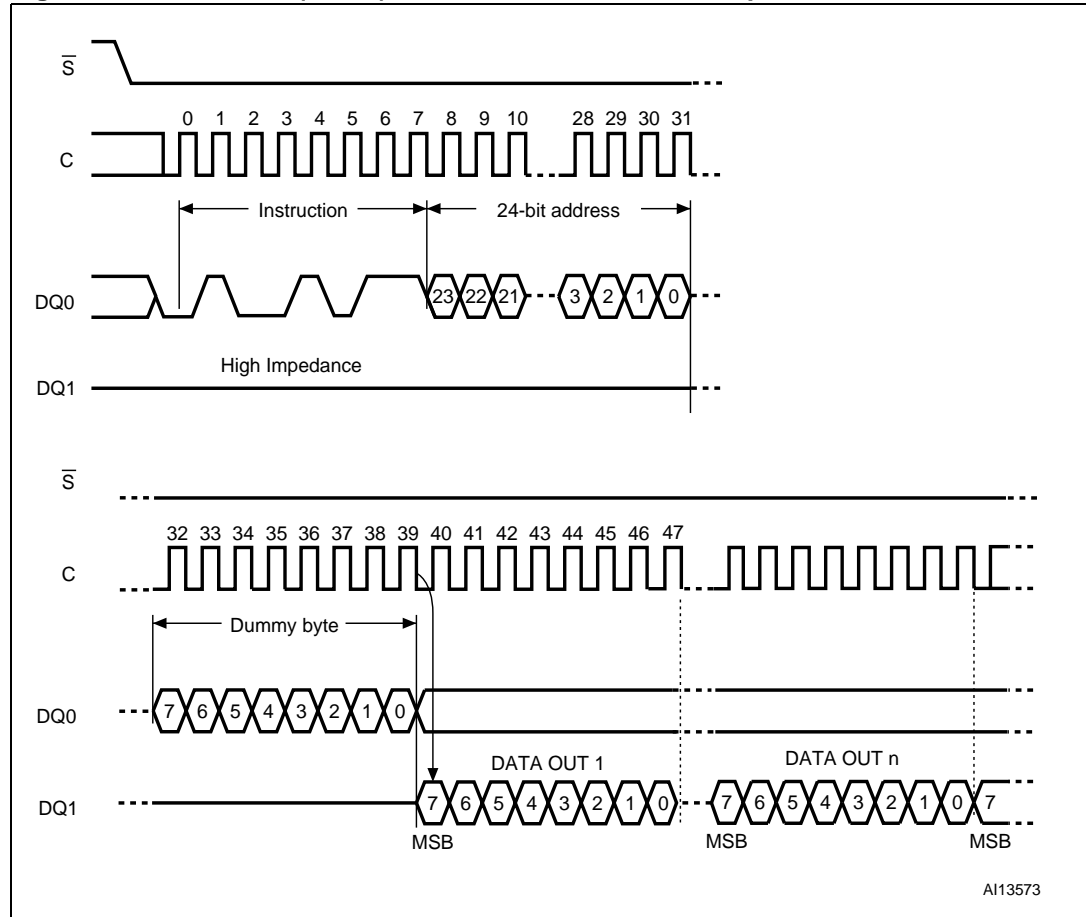 S
0 1 2 3 4 5 6 7 8 9 10 28 29 30 31
C
Instruction 24-bit address
DQ0 23 22 21 3 2 1 0
High Impedance
DQ1
S
32 33 34 35 36 37 38 39 40 41 42 43 44 45 46 47
C
Dummy byte
DQ0 7 6 5 4 3 2 1 0
DATA OUT 1 DATA OUT n
DQ1 7 6 5 4 3 2 1 0 7 6 5 4 3 2 1 0 7
MSB MSB MSB
AI13573